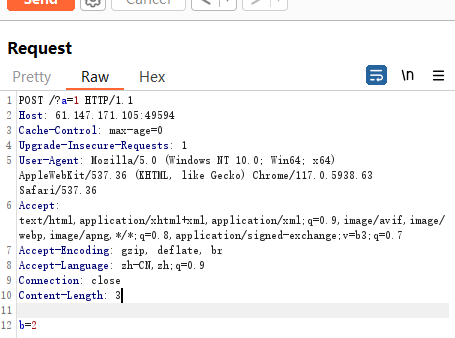 Send Cancel < >
Request
Pretty Raw Hex \n
1 POST /?a=1 HTTP/1.1
2 Host: 61.147.171.105:49594
3 Cache-Control: max-age=0
4 Upgrade-Insecure-Requests: 1
5 User-Agent: Mozilla/5.0 (Windows NT 10.0; Win64; x64)
AppleWebKit/537.36 (KHTML, like Gecko) Chrome/117.0.5938.63
Safari/537.36
6 Accept:
text/html,application/xhtml+xml,application/xml;q=0.9,image/avif,image/
webp,image/apng,*/*;q=0.8,application/signed-exchange;v=b3;q=0.7
7 Accept-Encoding: gzip, deflate, br
8 Accept-Language: zh-CN,zh;q=0.9
9 Connection: close
10 Content-Length: 3
11
12 b=2